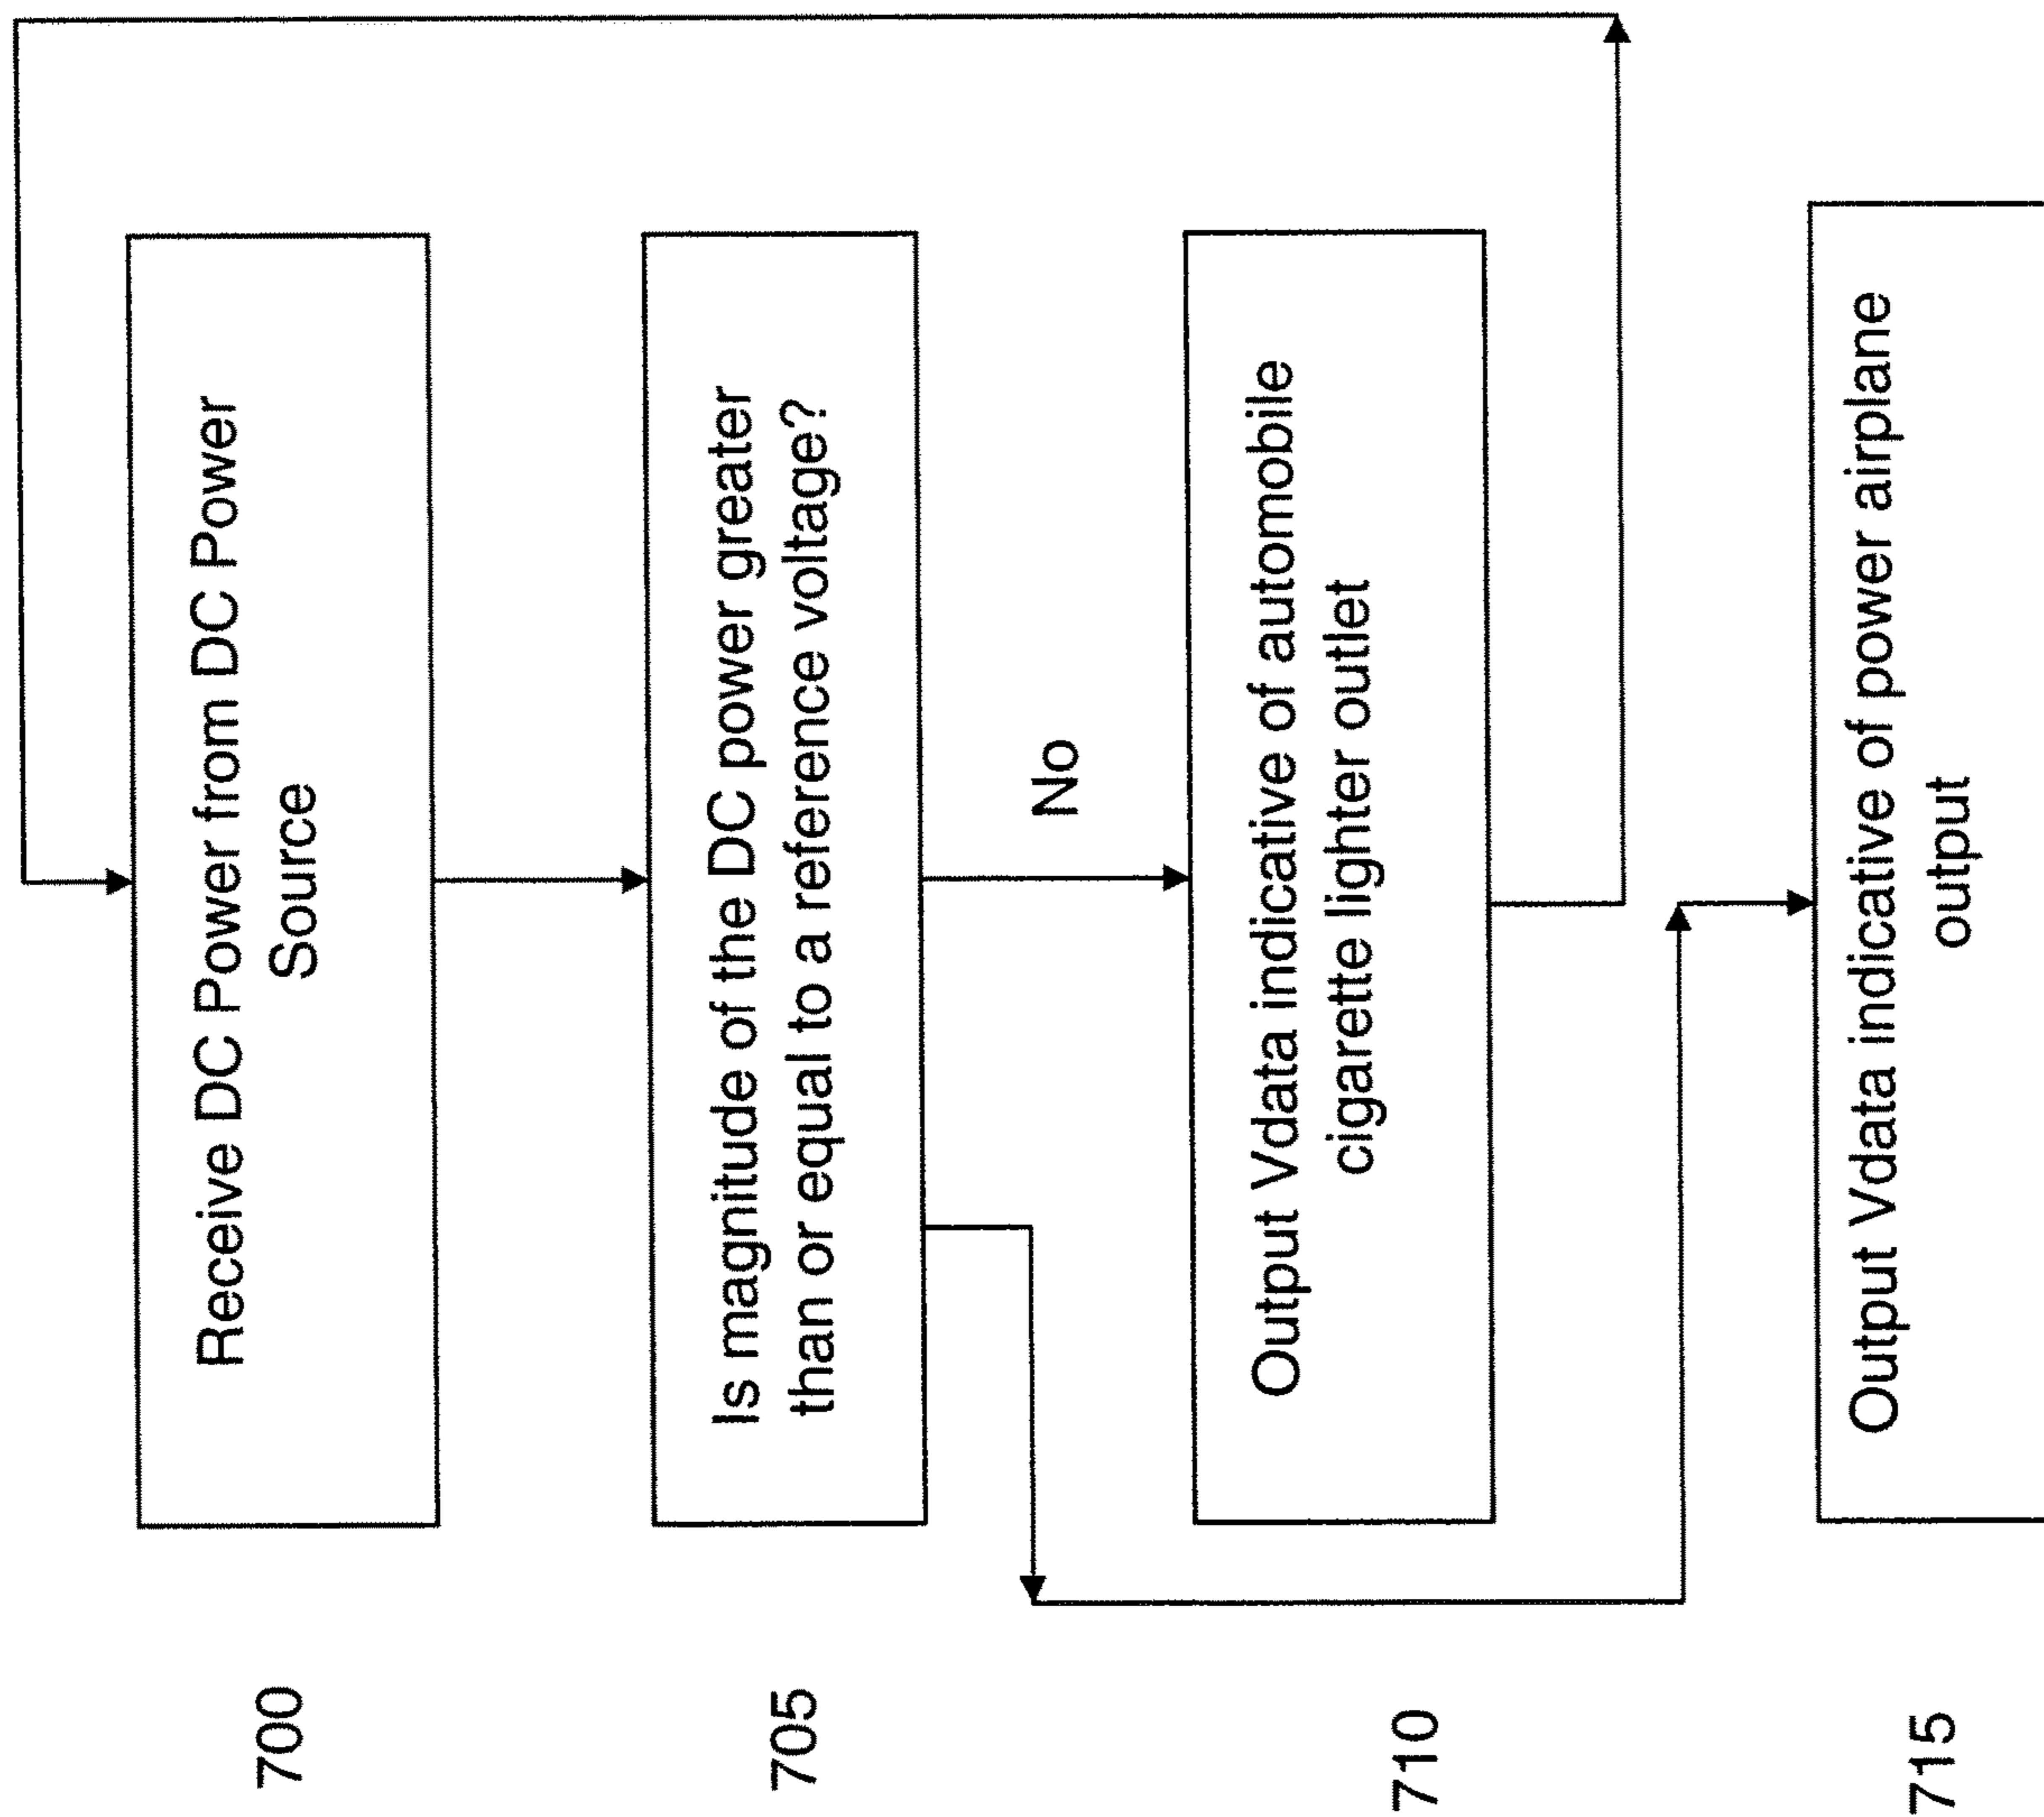 700
Receive DC Power from DC Power
Source
705
Is magnitude of the DC power greater
than or equal to a reference voltage?
No
710
Output Vdata indicative of automobile
cigarette lighter outlet
715
Output Vdata indicative of power airplane
output